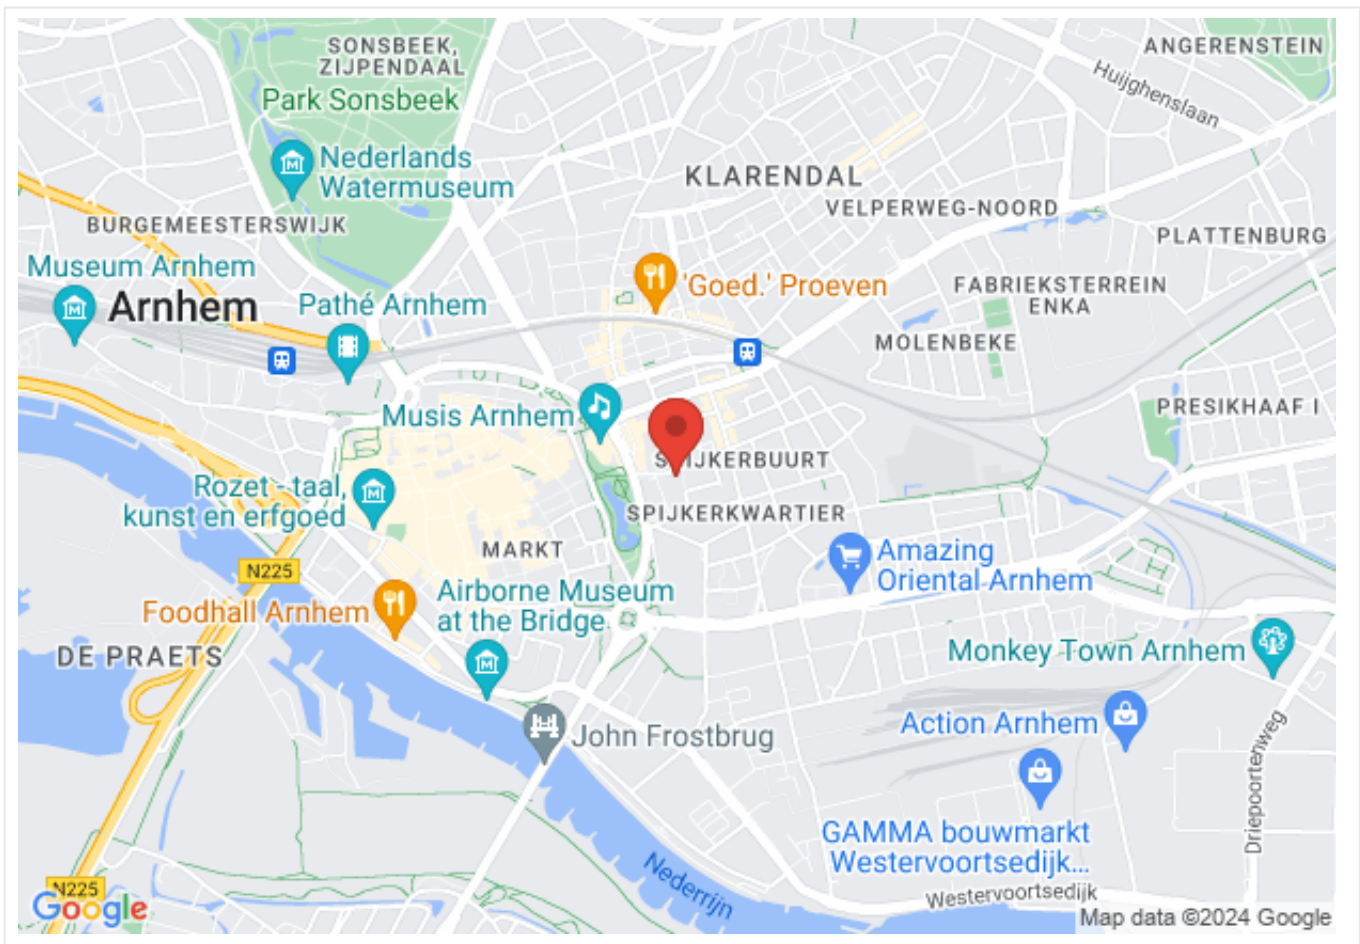 SONSBEEK,
ZIJPENDAAL
Park Sonsbeek
ANGERENSTEIN
Huijghenslaan
Nederlands
Watermuseum
KLARENDAL
VELPERWEG-NOORD
BURGEMEESTERSWIJK
PLATTENBURG
Museum Arnhem
Arnhem
Pathé Arnhem
'Goed.' Proeven
FABRIEKSTERREIN
ENKA
MOLENBEKE
Musis Arnhem
PRESIKHAAF I
SPIJKERBUURT
Rozet - taal,
kunst en erfgoed
SPIJKERKWARTIER
MARKT
Amazing
Oriental Arnhem
N225
Foodhall Arnhem
Airborne Museum
at the Bridge
DE PRAETS
Monkey Town Arnhem
Action Arnhem
John Frostbrug
Driepoortenweg
GAMMA bouwmarkt
Westervoortsedijk...
Nederrijn
Westervoortsedijk
N225
Google
Map data ©2024 Google